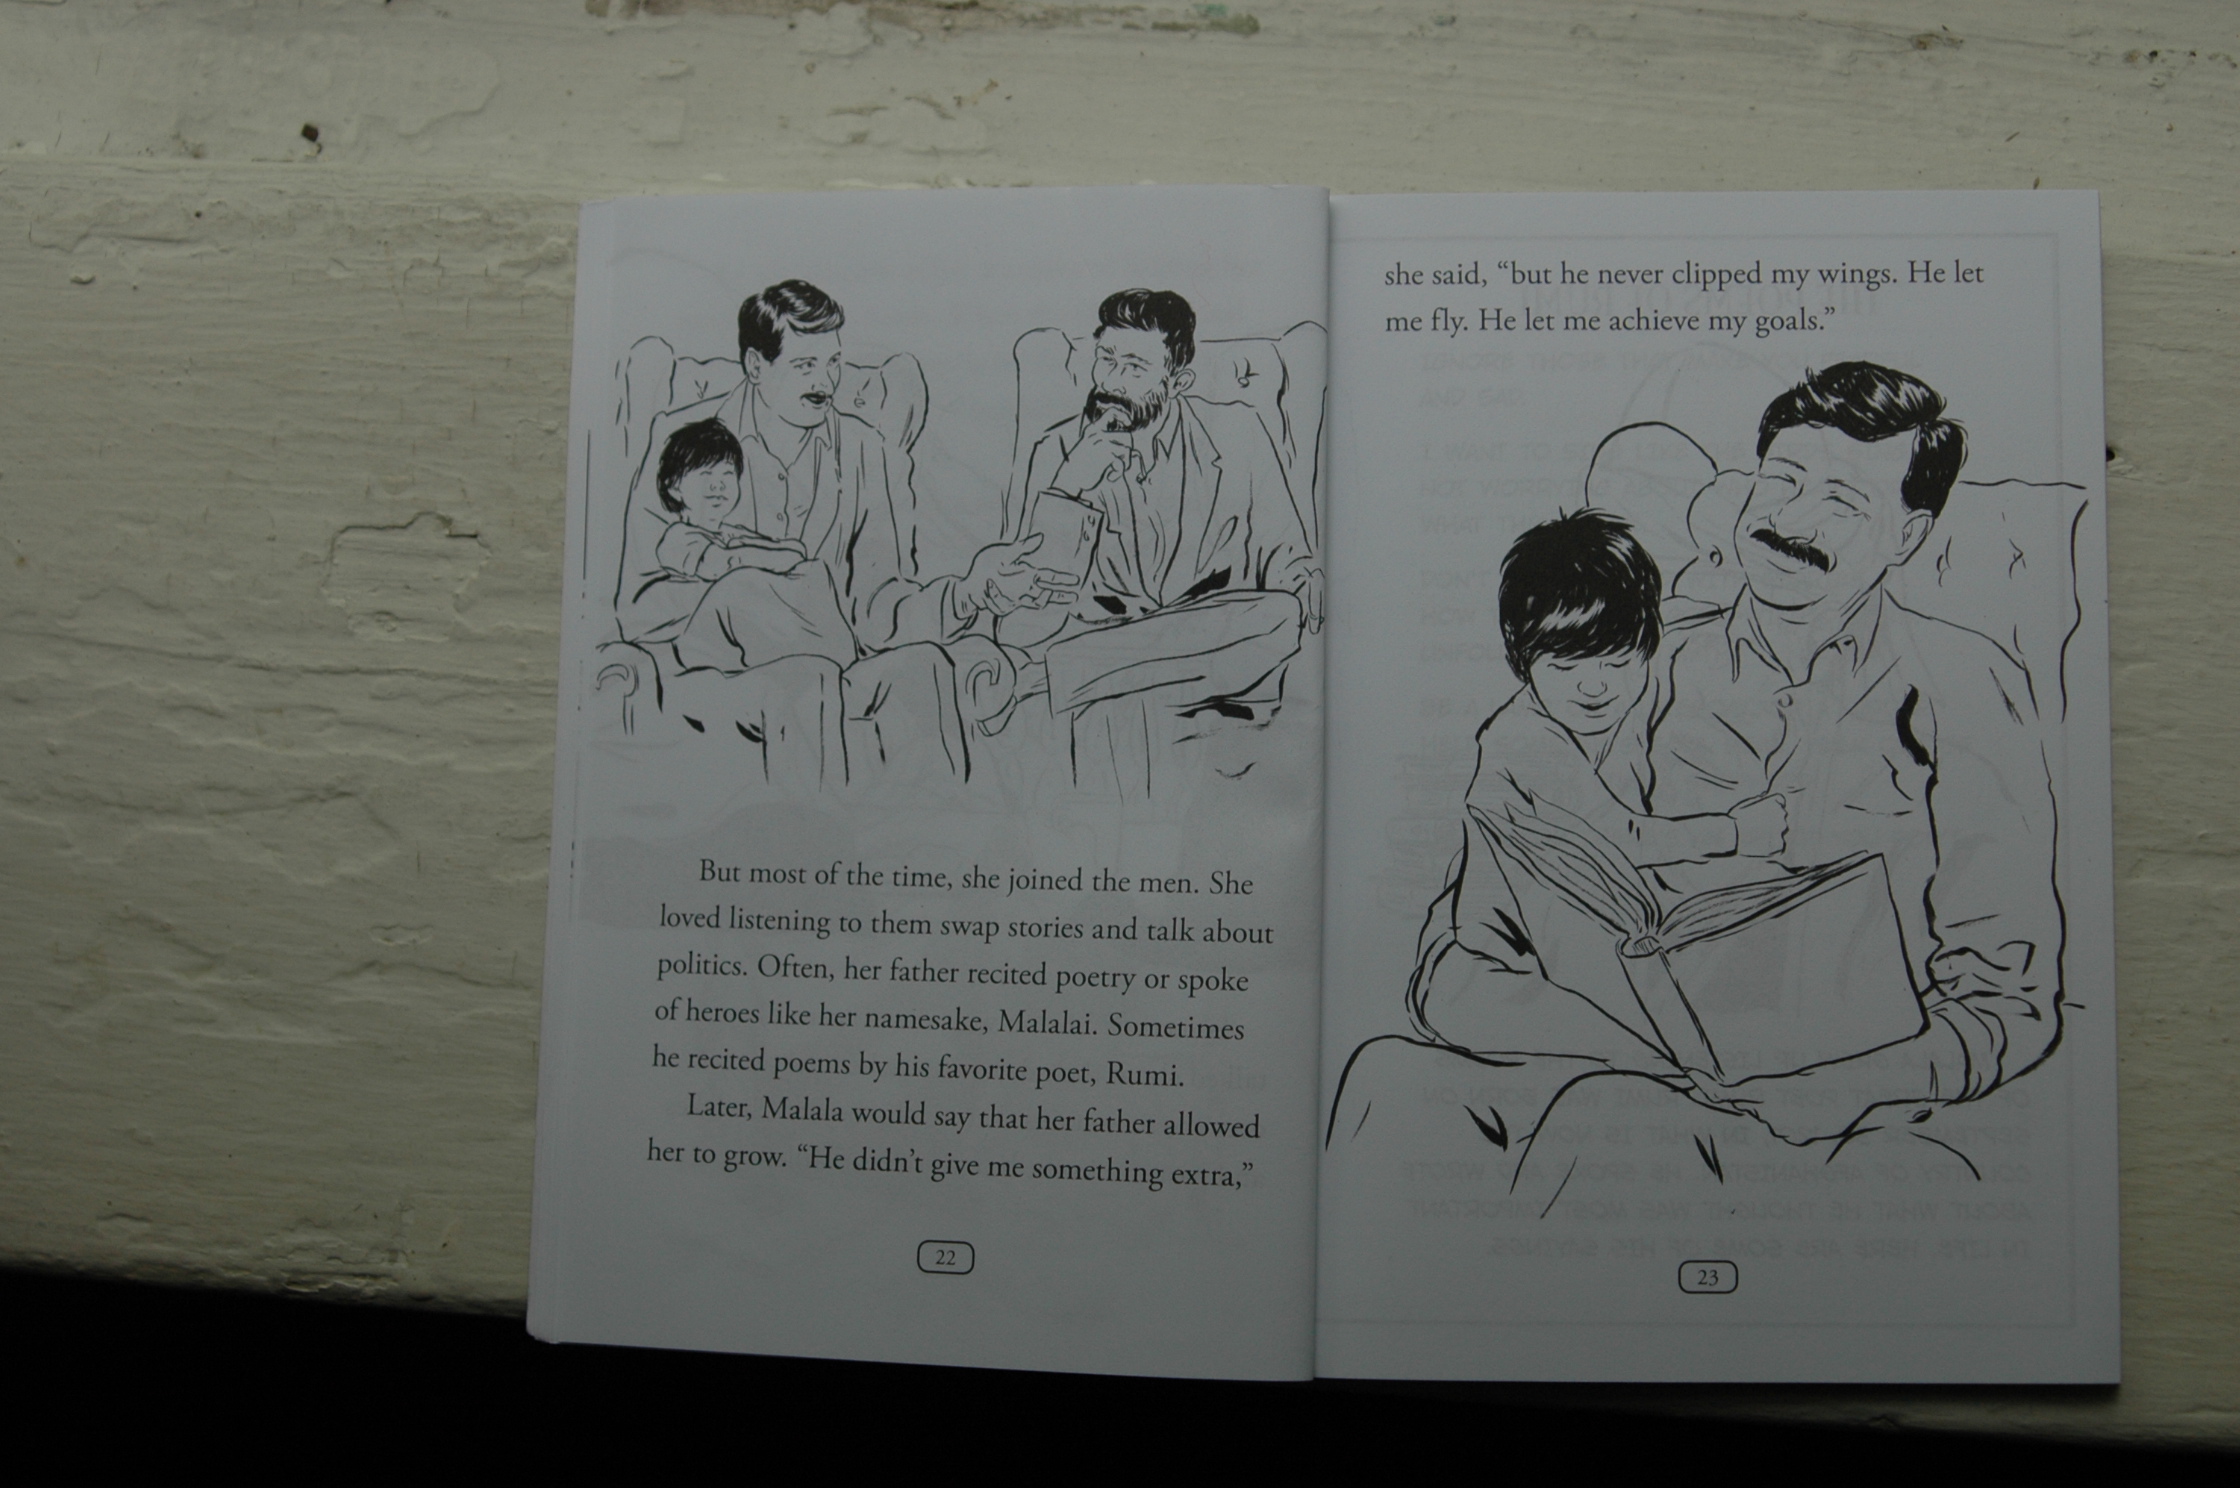 But most of the time, she joined the men. She
loved listening to them swap stories and talk about
politics. Often, her father recited poetry or spoke
of heroes like her namesake, Malalai. Sometimes
he recited poems by his favorite poet, Rumi.
Later, Malala would say that her father allowed
her to grow. “He didn’t give me something extra,”
22
she said, “but he never clipped my wings. He let
me fly. He let me achieve my goals.”
23